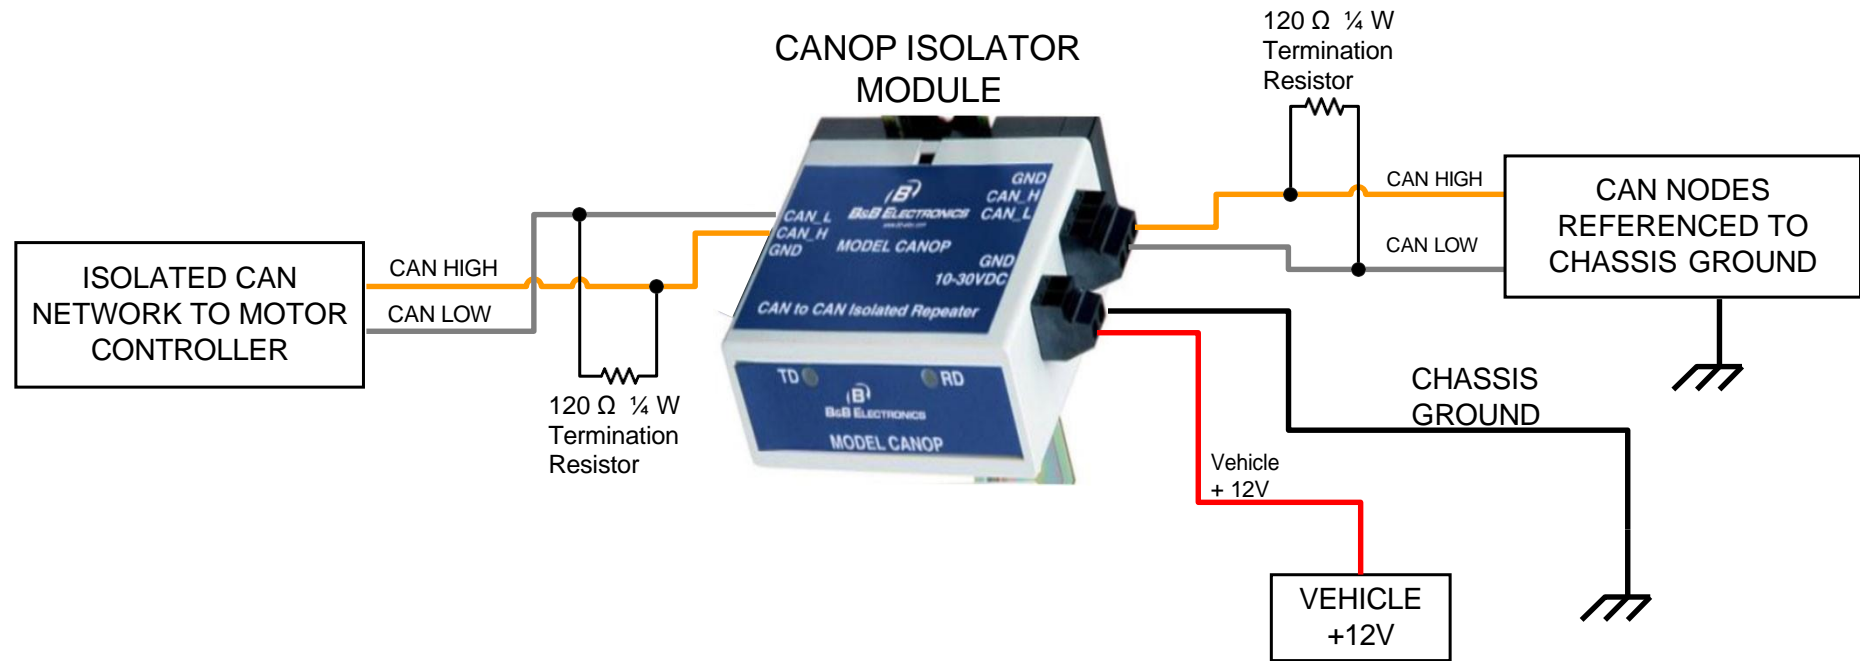 CANOP ISOLATOR
MODULE
120 Ω ¼ W
Termination
Resistor
GND
CAN_H
CAN_L
B
B&B ELECTRONICS
CAN_L
CAN_H
GND
MODEL CANOP
GND
10-30VDC
CAN to CAN Isolated Repeater
TD
RD
B
B&B ELECTRONICS
MODEL CANOP
ISOLATED CAN
NETWORK TO MOTOR
CONTROLLER
CAN HIGH
CAN LOW
120 Ω ¼ W
Termination
Resistor
CAN HIGH
CAN LOW
CAN NODES
REFERENCED TO
CHASSIS GROUND
CHASSIS
GROUND
Vehicle
+ 12V
VEHICLE
+12V